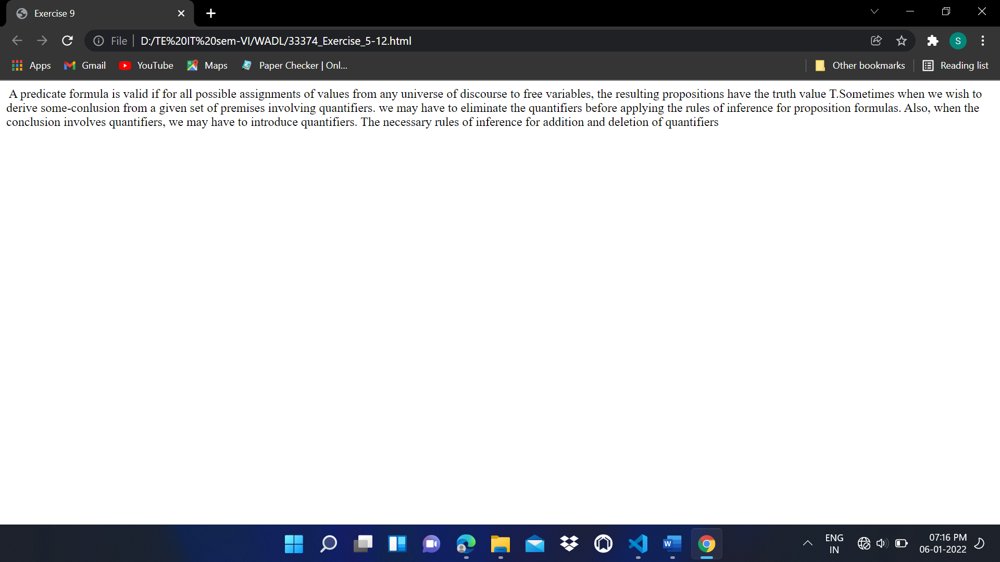 Exercise 9
File D:/TE%20IT%20sem-VI/WADL/33374_Exercise_5-12.html
S
Apps Gmail YouTube Maps Paper Checker | Onl... Other bookmarks Reading list
A predicate formula is valid if for all possible assignments of values from any universe of discourse to free variables, the resulting propositions have the truth value T.Sometimes when we wish to
derive some-conlusion from a given set of premises involving quantifiers. we may have to eliminate the quantifiers before applying the rules of inference for proposition formulas. Also, when the
conclusion involves quantifiers, we may have to introduce quantifiers. The necessary rules of inference for addition and deletion of quantifiers
W
ENG
IN
07:16 PM
06-01-2022